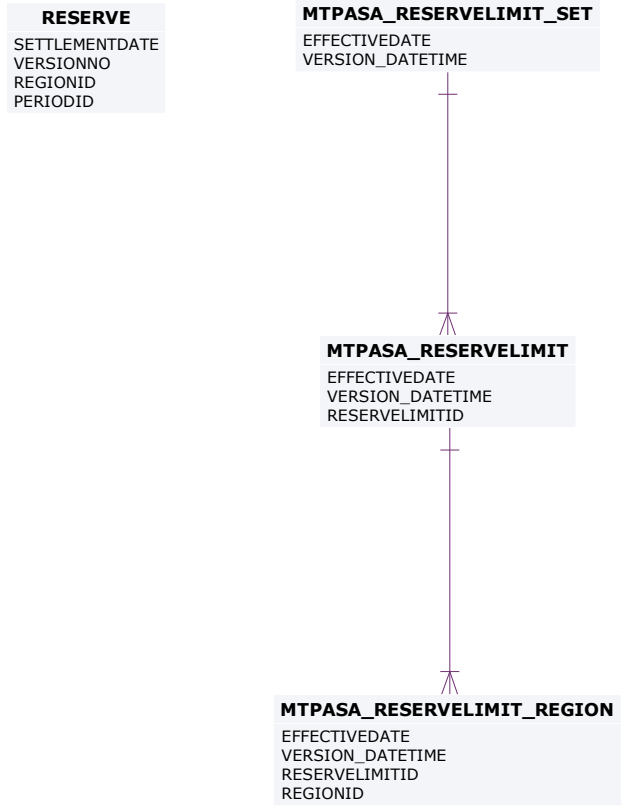 RESERVE
SETTLEMENTDATE
VERSIONNO
REGIONID
PERIODID
MTPASA_RESERVELIMIT_SET
EFFECTIVEDATE
VERSION_DATETIME
MTPASA_RESERVELIMIT
EFFECTIVEDATE
VERSION_DATETIME
RESERVELIMITID
MTPASA_RESERVELIMIT_REGION
EFFECTIVEDATE
VERSION_DATETIME
RESERVELIMITID
REGIONID